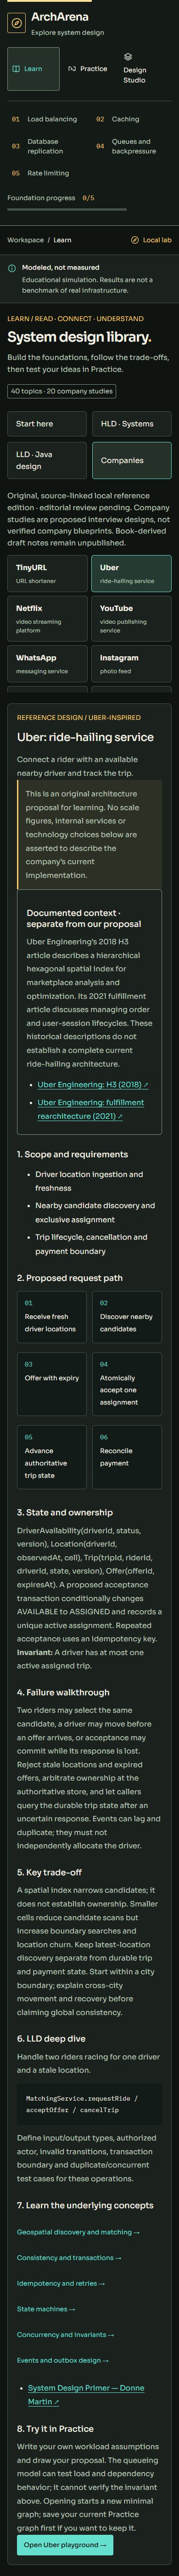 ArchArena
Explore system design
Learn
Practice
Design
Studio
01 Load balancing
02 Caching
03 Database
replication
04 Queues and
backpressure
05 Rate limiting
Foundation progress 0/5
Workspace / Learn
Local lab
Modeled, not measured
Educational simulation. Results are not a
benchmark of real infrastructure.
LEARN / READ · CONNECT · UNDERSTAND
System design library.
Build the foundations, follow the trade-offs,
then test your ideas in Practice.
40 topics · 20 company studies
Start here
HLD · Systems
LLD · Java
design
Companies
Original, source-linked local reference
edition · editorial review pending. Company
studies are proposed interview designs, not
verified company blueprints. Book-derived
draft notes remain unpublished.
TinyURL
URL shortener
Uber
ride-hailing service
Netflix
video streaming
platform
YouTube
video publishing
service
WhatsApp
messaging service
Instagram
photo feed
REFERENCE DESIGN / UBER-INSPIRED
Uber: ride-hailing service
Connect a rider with an available
nearby driver and track the trip.
This is an original architecture
proposal for learning. No scale
figures, internal services or
technology choices below are
asserted to describe the
company's current
implementation.
Documented context ·
separate from our proposal
Uber Engineering's 2018 H3
article describes a hierarchical
hexagonal spatial index for
marketplace analysis and
optimization. Its 2021 fulfillment
article discusses managing order
and user-session lifecycles. These
historical descriptions do not
establish a complete current
ride-hailing architecture.
• Uber Engineering: H3 (2018) ↗
• Uber Engineering: fulfillment
rearchitecture (2021) ↗
1. Scope and requirements
• Driver location ingestion and
freshness
• Nearby candidate discovery and
exclusive assignment
• Trip lifecycle, cancellation and
payment boundary
2. Proposed request path
01
Receive fresh
driver locations
02
Discover nearby
candidates
03
Offer with expiry
04
Atomically
accept one
assignment
05
Advance
authoritative
trip state
06
Reconcile
payment
3. State and ownership
DriverAvailability(driverId, status,
version), Location(driverId,
observedAt, cell), Trip(tripId, riderId,
driverId, state, version), Offer(offerId,
expiresAt). A proposed acceptance
transaction conditionally changes
AVAILABLE to ASSIGNED and records a
unique active assignment. Repeated
acceptance uses an idempotency key.
Invariant: A driver has at most one
active assigned trip.
4. Failure walkthrough
Two riders may select the same
candidate, a driver may move before
an offer arrives, or acceptance may
commit while its response is lost.
Reject stale locations and expired
offers, arbitrate ownership at the
authoritative store, and let callers
query the durable trip state after an
uncertain response. Events can lag and
duplicate; they must not
independently allocate the driver.
5. Key trade-off
A spatial index narrows candidates; it
does not establish ownership. Smaller
cells reduce candidate scans but
increase boundary searches and
location churn. Keep latest-location
discovery separate from durable trip
and payment state. Start within a city
boundary; explain cross-city
movement and recovery before
claiming global consistency.
6. LLD deep dive
Handle two riders racing for one driver
and a stale location.
MatchingService.requestRide /
acceptOffer / cancelTrip
Define input/output types, authorized
actor, invalid transitions, transaction
boundary and duplicate/concurrent
test cases for these operations.
7. Learn the underlying concepts
Geospatial discovery and matching →
Consistency and transactions →
Idempotency and retries →
State machines →
Concurrency and invariants →
Events and outbox design →
• System Design Primer — Donne
Martin ↗
8. Try it in Practice
Write your own workload assumptions
and draw your proposal. The queueing
model can test load and dependency
behavior; it cannot verify the invariant
above. Opening starts a new minimal
graph; save your current Practice
graph first if you want to keep it.
Open Uber playground →